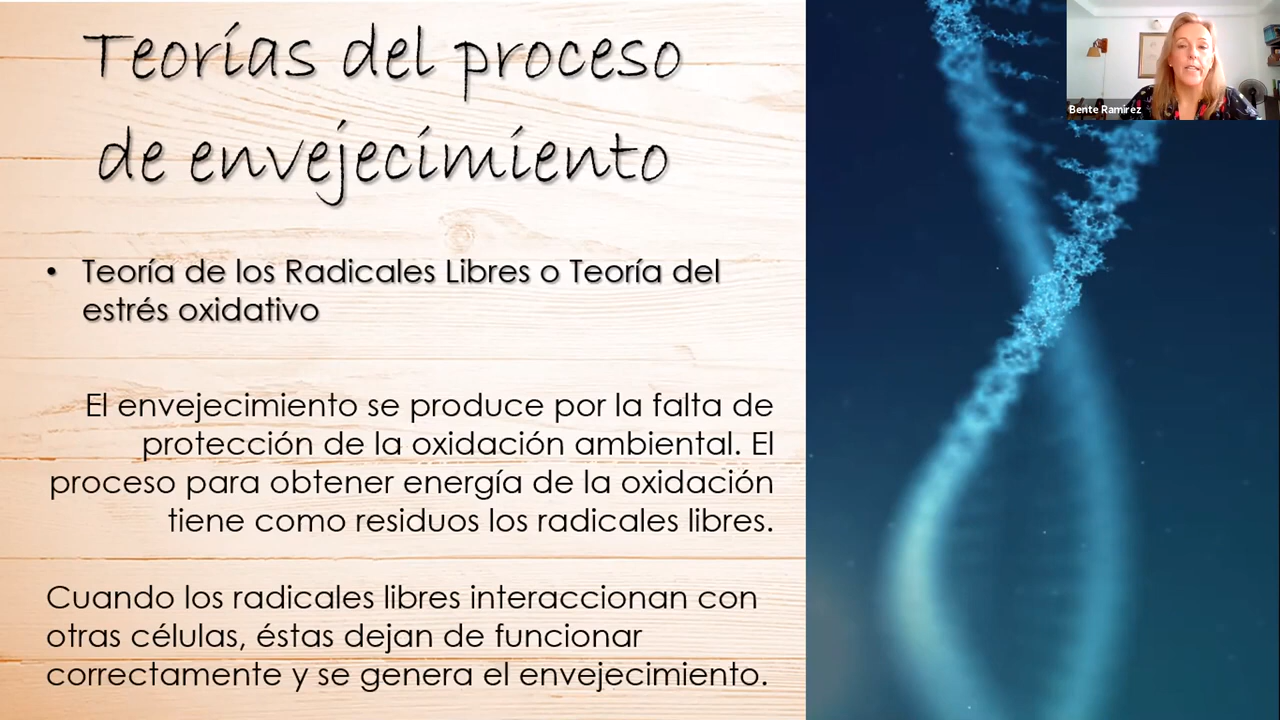 Teorías del proceso
de envejecimiento
Bente Ramírez
• Teoría de los Radicales Libres o Teoría del
estrés oxidativo
El envejecimiento se produce por la falta de
protección de la oxidación ambiental. El
proceso para obtener energía de la oxidación
tiene como residuos los radicales libres.
Cuando los radicales libres interaccionan con
otras células, éstas dejan de funcionar
correctamente y se genera el envejecimiento.